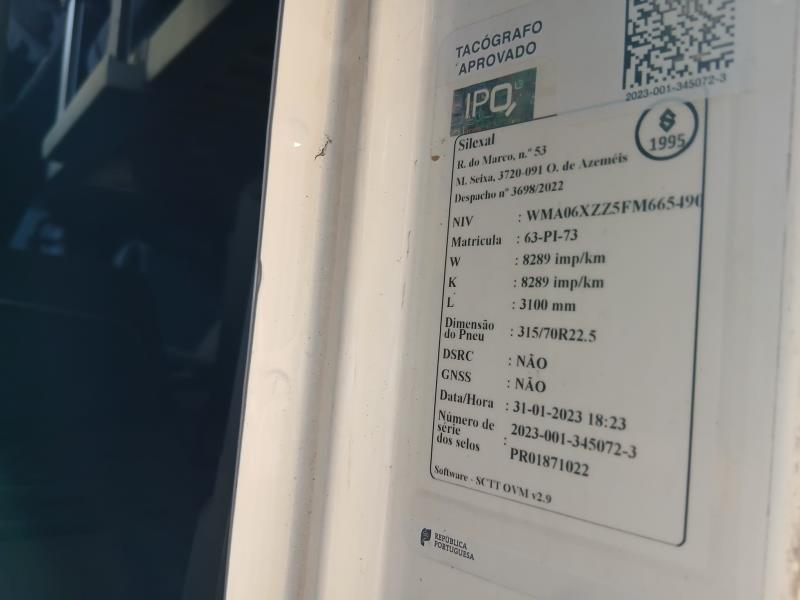 TACÓGRAFO
APROVADO
IPQ
2023-001-345072-3
1995
Silexal
R. do Marco, n.º 53
M. Seixa, 3720-091 O. de Azeméis
Despacho nº 3698/2022
NIV : WMA06XZZ5FM665490
Matricula : 63-PI-73
W : 8289 imp/km
K : 8289 imp/km
L : 3100 mm
Dimensão
do Pneu : 315/70R22.5
DSRC : NÃO
GNSS : NÃO
Data/Hora : 31-01-2023 18:23
Número de
série
dos selos : 2023-001-345072-3
PR01871022
Software - SCTT OVM v2.9
REPÚBLICA
PORTUGUESA